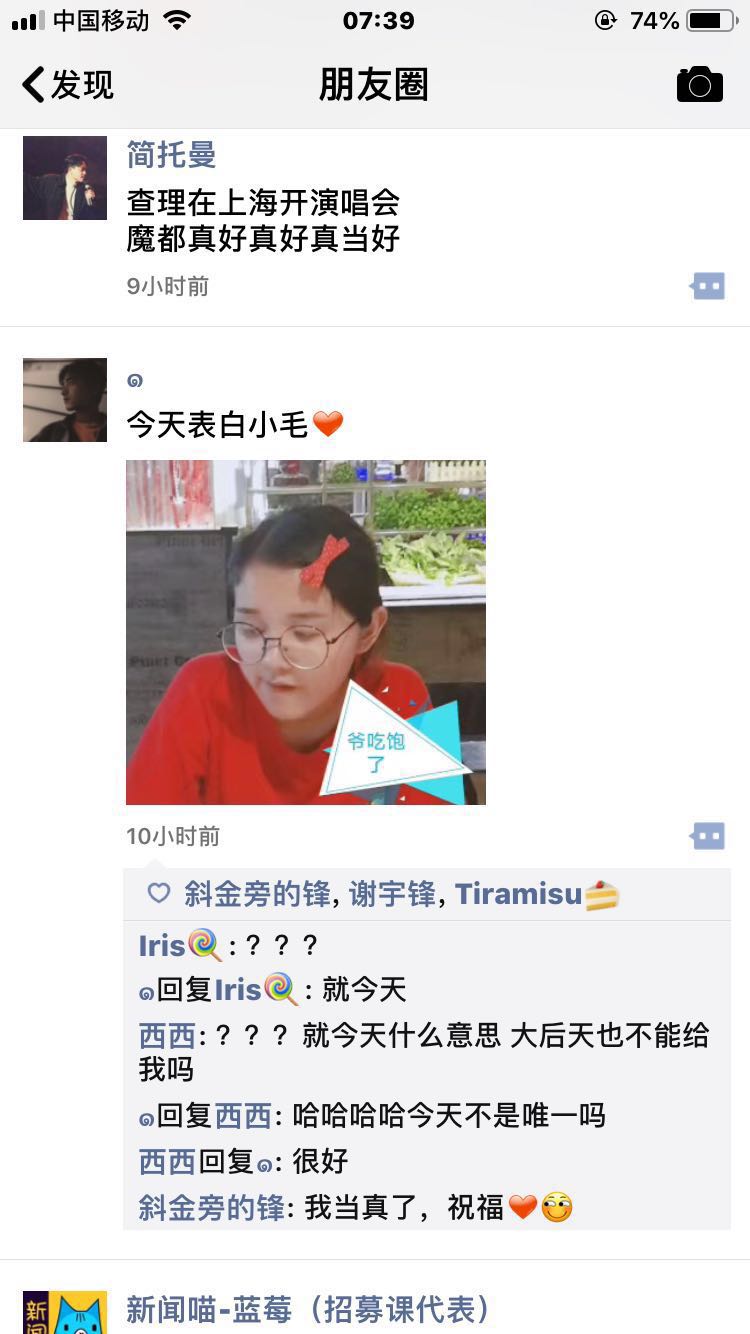 中国移动 07:39 74%
发现 朋友圈
简托曼
查理在上海开演唱会
魔都真好真好真当好
9小时前
๑
今天表白小毛❤️
爷吃饱
了
10小时前
斜金旁的锋, 谢宇锋, Tiramisu🍰
Iris🍭: ? ? ?
๑回复Iris🍭: 就今天
西西: ? ? ? 就今天什么意思 大后天也不能给
我吗
๑回复西西: 哈哈哈哈今天不是唯一吗
西西回复๑: 很好
斜金旁的锋: 我当真了，祝福❤️
新闻喵-蓝莓（招募课代表）